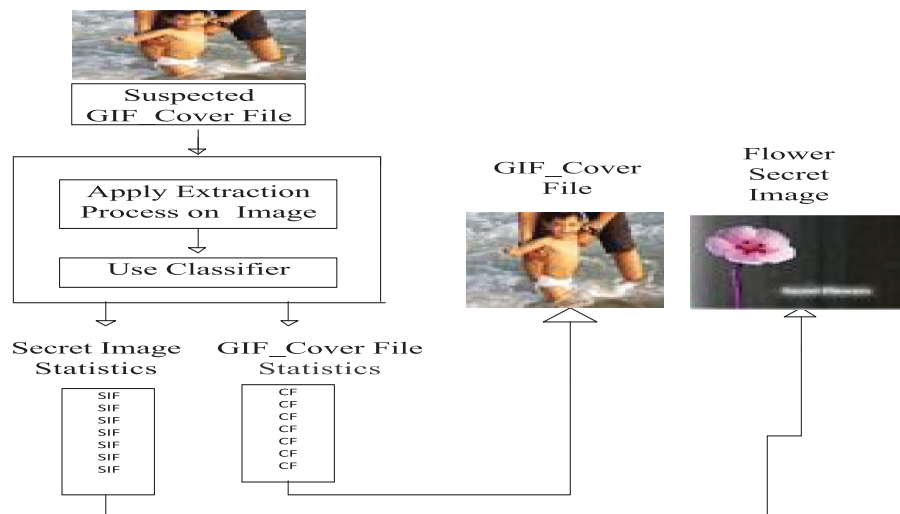 Suspected
GIF_Cover File
Apply Extraction
Process on Image
Use Classifier
Secret Image
Statistics
SIF
SIF
SIF
SIF
SIF
SIF
SIF
GIF_Cover File
Statistics
CF
CF
CF
CF
CF
CF
CF
GIF_Cover
File
Flower
Secret
Image